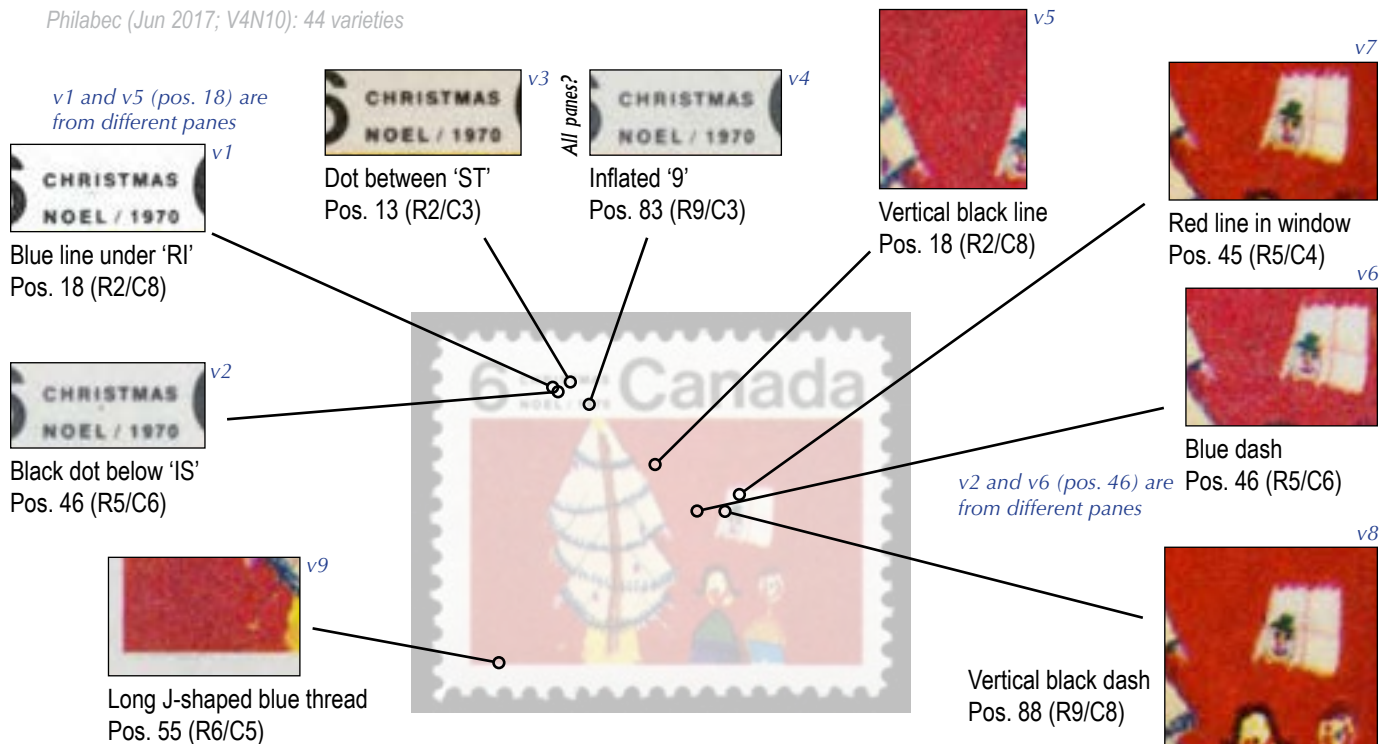 Philabec (Jun 2017; V4N10): 44 varieties
v1 and v5 (pos. 18) are
from different panes
v1
CHRISTMAS
NOEL / 1970
Blue line under ‘RI’
Pos. 18 (R2/C8)
v2
CHRISTMAS
NOEL / 1970
Black dot below ‘IS’
Pos. 46 (R5/C6)
v3
6 CHRISTMAS
NOEL / 1970
Dot between ‘ST’
Pos. 13 (R2/C3)
All panes?
v4
CHRISTMAS
NOEL / 1970
Inflated ‘9’
Pos. 83 (R9/C3)
v5
Vertical black line
Pos. 18 (R2/C8)
v7
Red line in window
Pos. 45 (R5/C4)
v6
Blue dash
Pos. 46 (R5/C6)
v2 and v6 (pos. 46) are
from different panes
v8
Vertical black dash
Pos. 88 (R9/C8)
v9
Long J-shaped blue thread
Pos. 55 (R6/C5)
6 Canada
NOEL / 1970